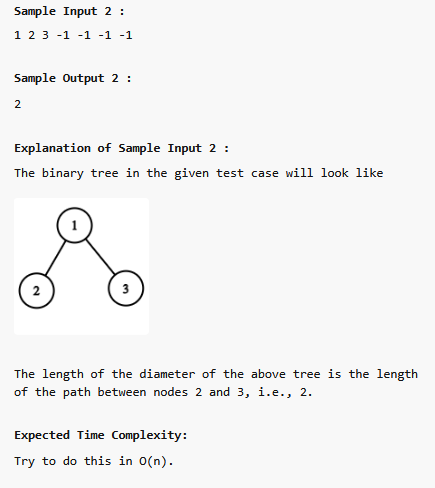 Sample Input 2 :
1 2 3 -1 -1 -1 -1
Sample Output 2 :
2
Explanation of Sample Input 2 :
The binary tree in the given test case will look like
1
2
3
The length of the diameter of the above tree is the length
of the path between nodes 2 and 3, i.e., 2.
Expected Time Complexity:
Try to do this in O(n).